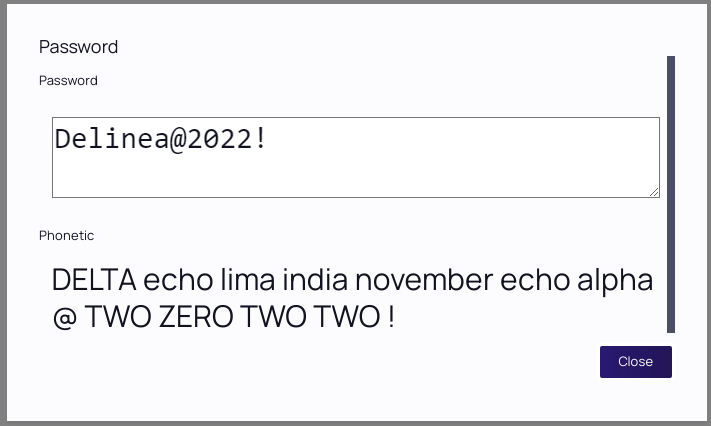 Password
Password
Delinea@2022!
Phonetic
DELTA echo lima india november echo alpha
@ TWO ZERO TWO TWO !
Close